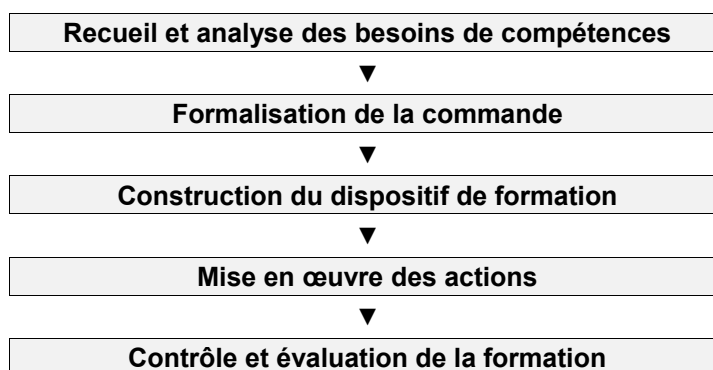 Recueil et analyse des besoins de compétences
▼
Formalisation de la commande
▼
Construction du dispositif de formation
▼
Mise en œuvre des actions
▼
Contrôle et évaluation de la formation